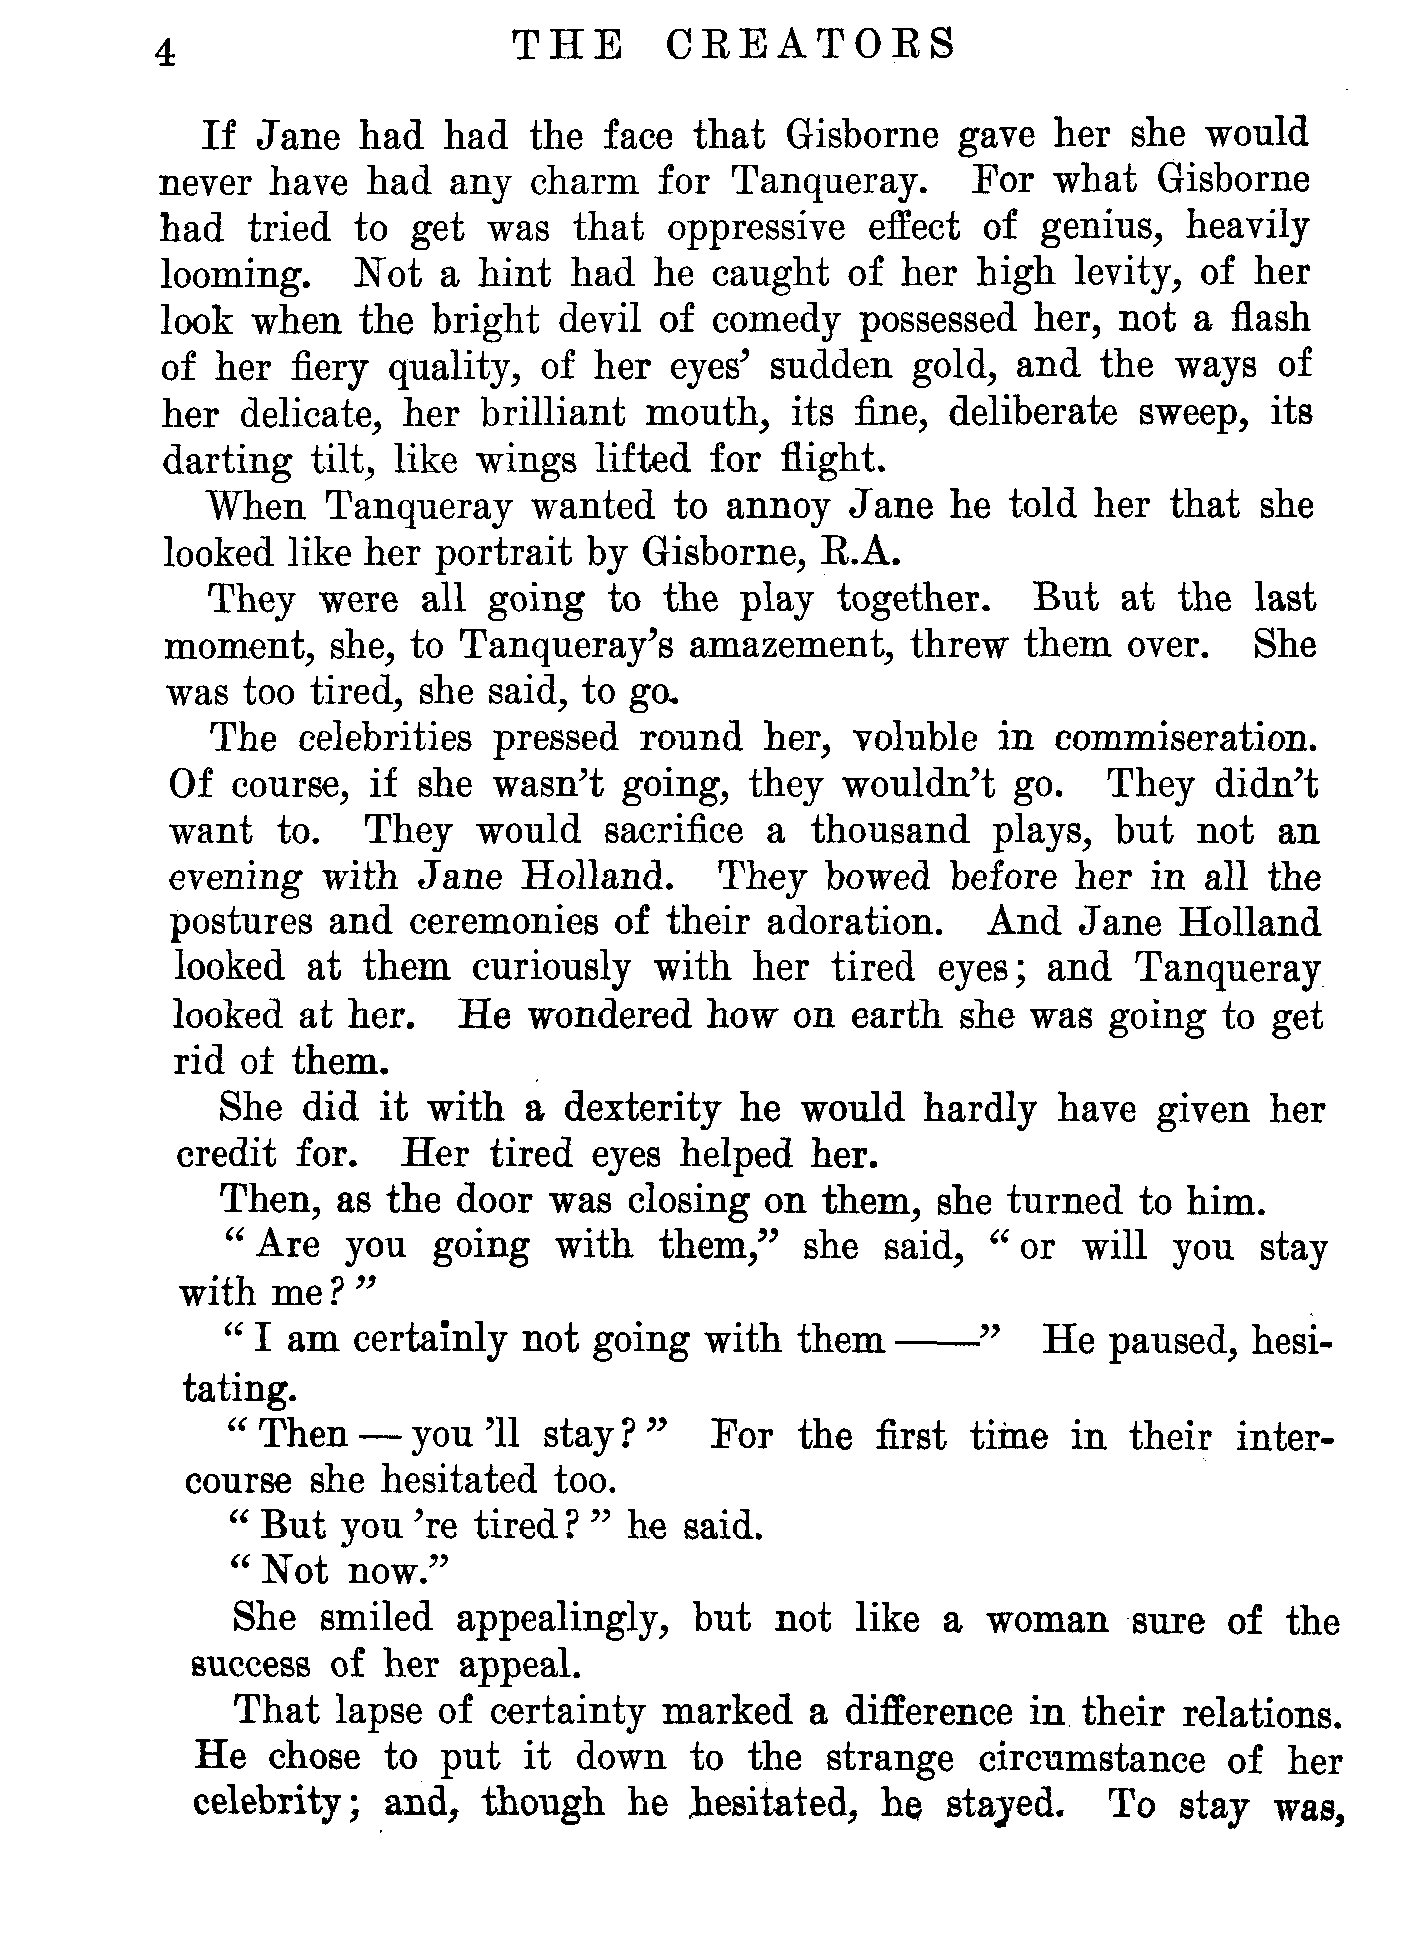 4 THE CREATORS
If Jane had had the face that Gisborne gave her she would
never have had any charm for Tanqueray. For what Gisborne
had tried to get was that oppressive effect of genius, heavily
looming. Not a hint had he caught of her high levity, of her
look when the bright devil of comedy possessed her, not a flash
of her fiery quality, of her eyes’ sudden gold, and the ways of
her delicate, her brilliant mouth, its fine, deliberate sweep, its
darting tilt, like wings lifted for flight.
When Tanqueray wanted to annoy Jane he told her that she
looked like her portrait by Gisborne, R.A.
They were all going to the play together. But at the last
moment, she, to Tanqueray’s amazement, threw them over. She
was too tired, she said, to go.
The celebrities pressed round her, voluble in commiseration.
Of course, if she wasn’t going, they wouldn’t go. They didn’t
want to. They would sacrifice a thousand plays, but not an
evening with Jane Holland. They bowed before her in all the
postures and ceremonies of their adoration. And Jane Holland
looked at them curiously with her tired eyes; and Tanqueray
looked at her. He wondered how on earth she was going to get
rid of them.
She did it with a dexterity he would hardly have given her
credit for. Her tired eyes helped her.
Then, as the door was closing on them, she turned to him.
“Are you going with them,” she said, “or will you stay
with me?”
“I am certainly not going with them ——” He paused, hesi-
tating.
“Then — you ’ll stay?” For the first time in their inter-
course she hesitated too.
“But you ’re tired?” he said.
“Not now.”
She smiled appealingly, but not like a woman sure of the
success of her appeal.
That lapse of certainty marked a difference in their relations.
He chose to put it down to the strange circumstance of her
celebrity; and, though he hesitated, he stayed. To stay was,